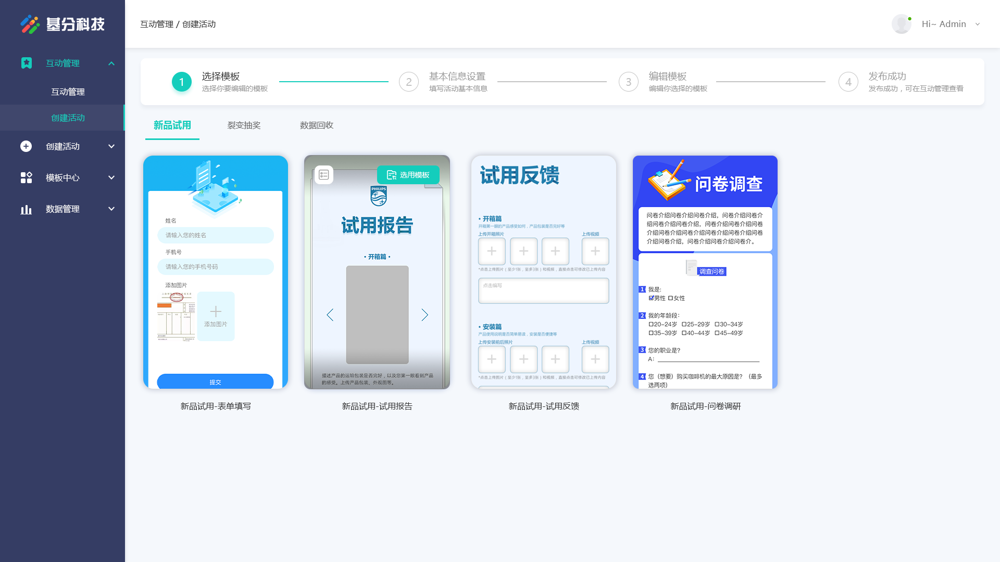 基分科技
互动管理
互动管理
创建活动
创建活动
模板中心
数据管理
互动管理 / 创建活动
Hi~ Admin
1
选择模板
选择你要编辑的模板
2
基本信息设置
填写活动基本信息
3
编辑模板
编辑你选择的模板
4
发布成功
发布成功，可在互动管理查看
新品试用
裂变抽奖
数据回收
姓名
请输入您的姓名
手机号
请输入您的手机号码
添加图片
添加图片
提交
新品试用-表单填写
选用模板
PHILIPS
试用报告
• 开箱篇 •
描述产品的运输包装是否完好，以及您第一眼看到产品
的感受。上传产品包装、外观图等。
新品试用-试用报告
试用反馈
• 开箱篇
开箱第一眼的产品感受如何，产品包装是否完好等
上传开箱照片
上传视频
*点击上传图片（至少1张，至多3张）和视频，直接点击可修改已上传内容
点击编写
• 安装篇
产品使用说明是否简单易读，安装是否便捷等
上传安装前后照片
上传视频
*点击上传图片（至少1张，至多3张）和视频，直接点击可修改已上传内容
新品试用-试用反馈
问卷调查
问卷介绍问卷介绍问卷介绍，问卷介绍问卷介
绍问卷介绍问卷介绍，问卷介绍问卷介绍问卷
介绍问卷介绍问卷介绍问卷介绍问卷介绍问卷
介绍问卷介绍，问卷介绍问卷介绍问卷介。
调查问卷
1 我是:
男性 女性
2 我的年龄段:
20-24岁 25-29岁 30-34岁
35-39岁 40-44岁 45-49岁
3 您的职业是?
A:
4 您（想要）购买咖啡机的最大原因是？（最多
选两项)
新品试用-问卷调研